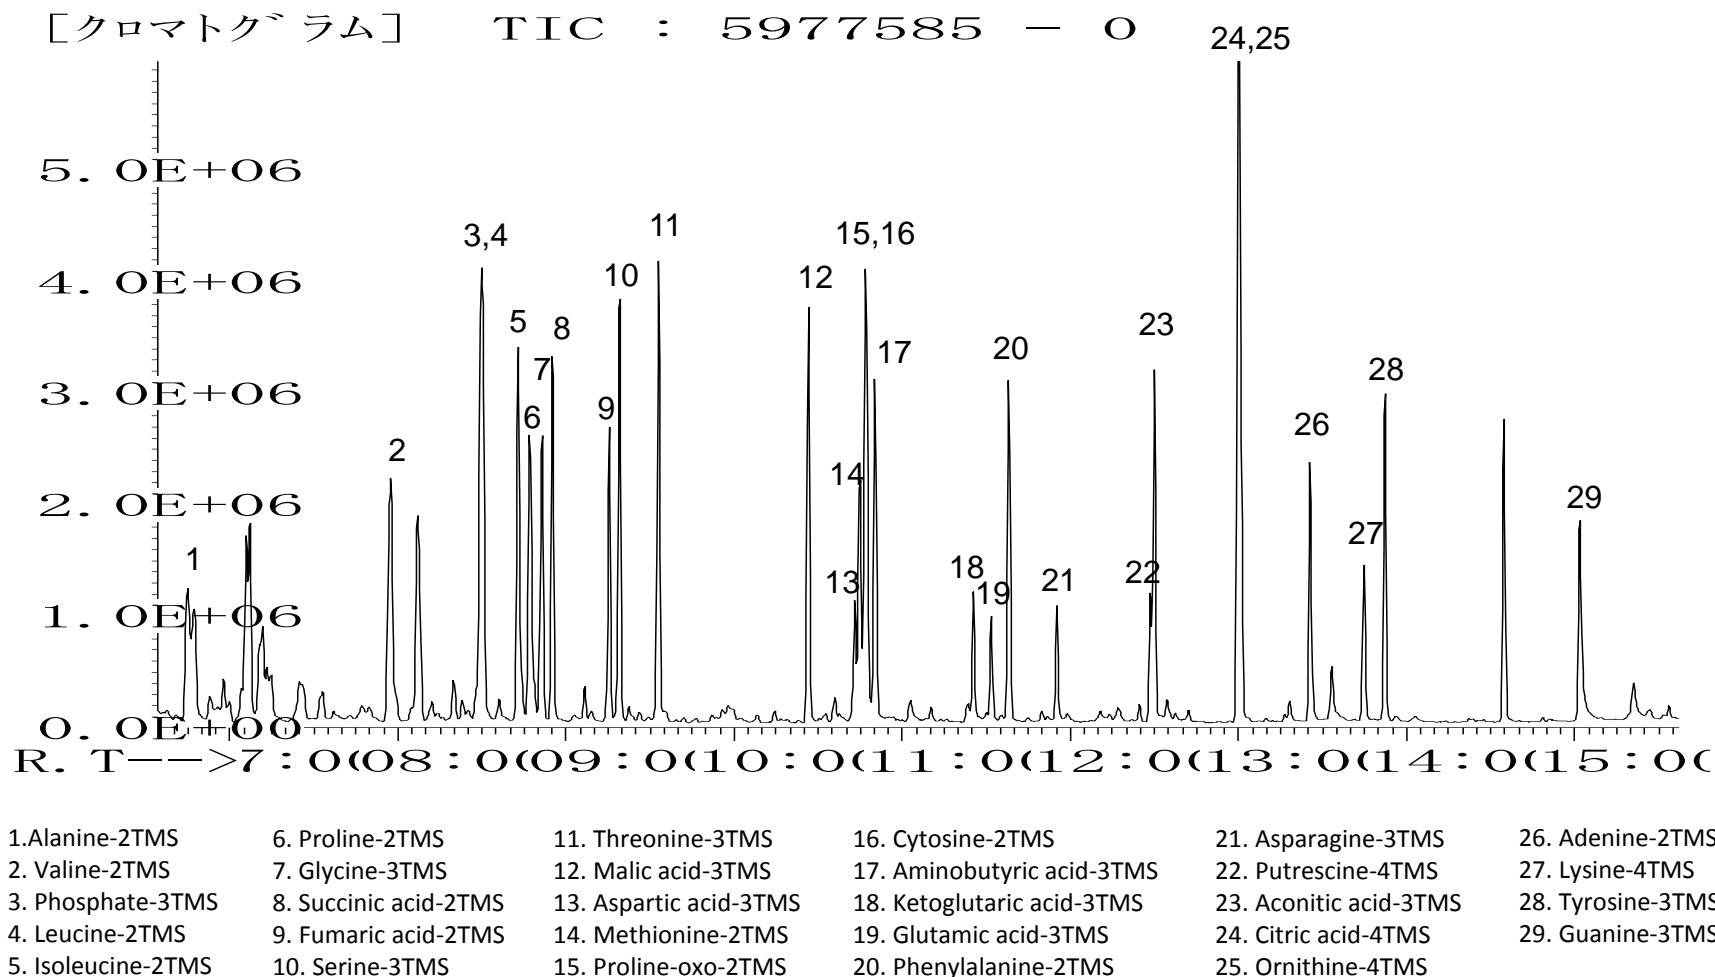 [クロマトグラム] TIC : 5977585 - 0
24,25
5. 0E+06
11
3,4
15,16
10
4. 0E+06
12
5
8
23
7
20
17
28
3. 0E+06
9
6
26
2
14
2. 0E+06
29
27
1
18
22
13
21
19
1. 0E+06
0. 0E+00
R. T-->7:0(08:0(09:0(10:0(11:0(12:0(13:0(14:0(15:0(
1.Alanine-2TMS 6. Proline-2TMS 11. Threonine-3TMS 16. Cytosine-2TMS 21. Asparagine-3TMS 26. Adenine-2TMS
2. Valine-2TMS 7. Glycine-3TMS 12. Malic acid-3TMS 17. Aminobutyric acid-3TMS 22. Putrescine-4TMS 27. Lysine-4TMS
3. Phosphate-3TMS 8. Succinic acid-2TMS 13. Aspartic acid-3TMS 18. Ketoglutaric acid-3TMS 23. Aconitic acid-3TMS 28. Tyrosine-3TMS
4. Leucine-2TMS 9. Fumaric acid-2TMS 14. Methionine-2TMS 19. Glutamic acid-3TMS 24. Citric acid-4TMS 29. Guanine-3TMS
5. Isoleucine-2TMS 10. Serine-3TMS 15. Proline-oxo-2TMS 20. Phenylalanine-2TMS 25. Ornithine-4TMS